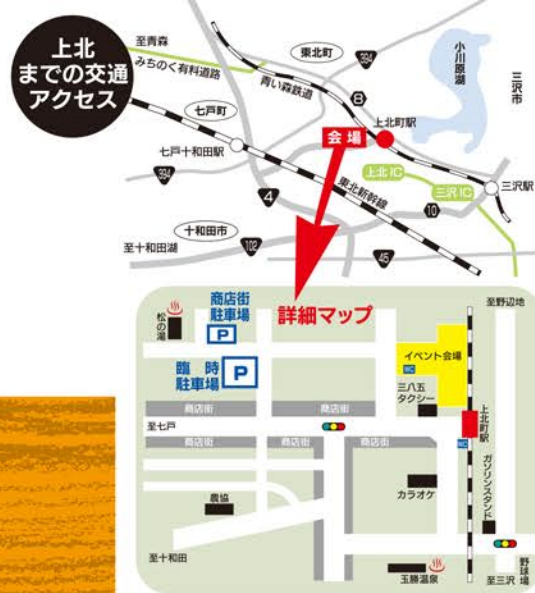 上北
までの交通
アクセス
至青森
みちのく有料道路
東北町
394
小川原湖
三沢市
青い森鉄道
8
上北町駅
七戸町
会場
七戸十和田駅
上北IC
三沢IC
三沢駅
394
4
東北新幹線
10
十和田市
至十和田湖
102
45
詳細マップ
松の湯
商店街
駐車場
P
臨時
駐車場
P
至野辺地
イベント会場
WC
三八五
タクシー
商店街
商店街
至七戸
商店街
商店街
商店街
上北町駅
WC
ガソリンスタンド
カラオケ
農協
至十和田
玉勝温泉
至三沢
野球場